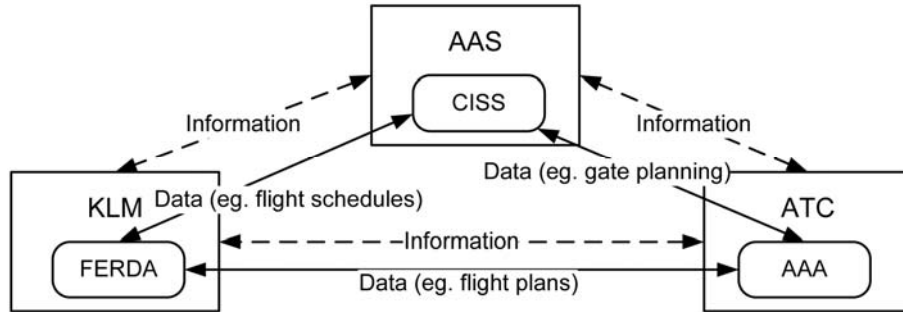 AAS
CISS
Information
Information
Data (eg. gate planning)
Data (eg. flight schedules)
KLM
ATC
Information
FERDA
AAA
Data (eg. flight plans)